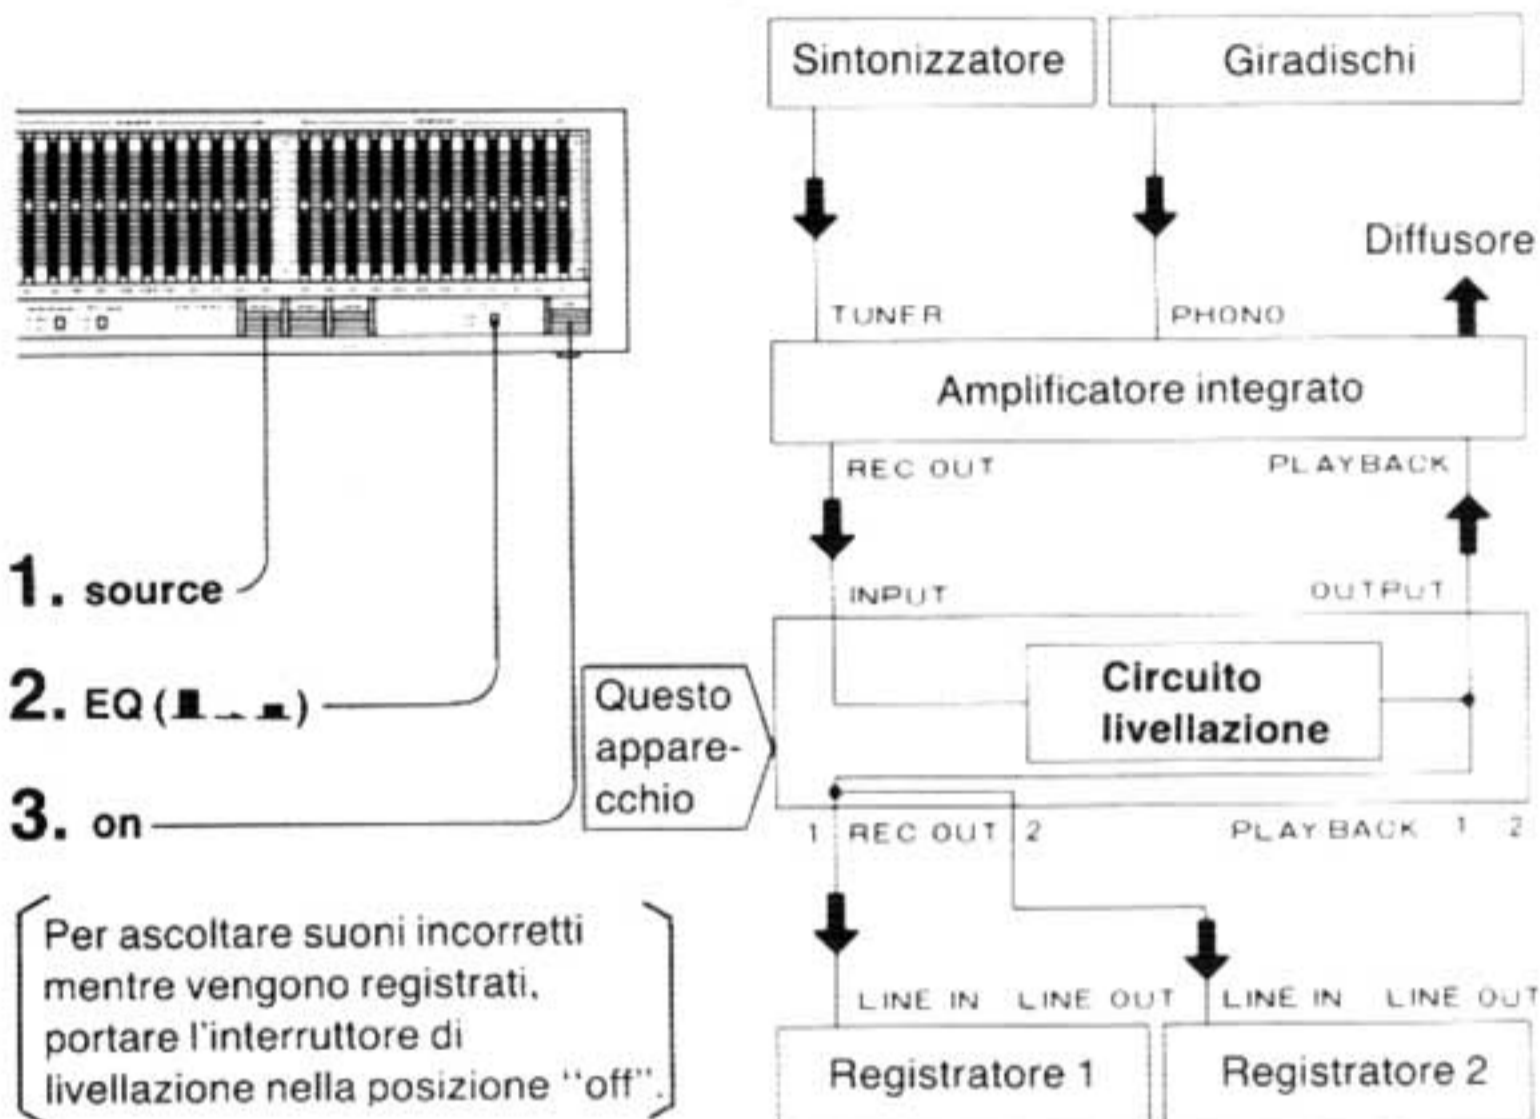 Sintonizzatore
Giradischi
Diffusore
TUNER
PHONO
Amplificatore integrato
REC OUT
PLAYBACK
INPUT
OUTPUT
Circuito
livellazione
Questo
appare-
cchio
1 REC OUT 2
PLAYBACK 1 2
LINE IN LINE OUT
LINE IN LINE OUT
Registratore 1
Registratore 2
1. source
2. EQ ( → )
3. on
Per ascoltare suoni incorretti
mentre vengono registrati,
portare l'interruttore di
livellazione nella posizione "off".